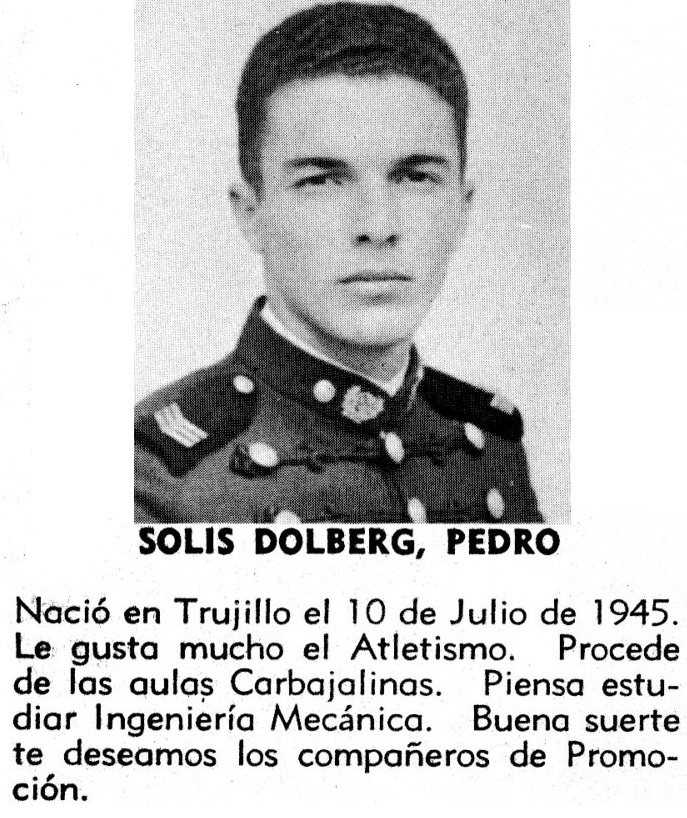 SOLIS DOLBERG, PEDRO
Nació en Trujillo el 10 de Julio de 1945.
Le gusta mucho el Atletismo. Procede
de las aulas Carbajalinas. Piensa estu-
diar Ingeniería Mecánica. Buena suerte
te deseamos los compañeros de Promo-
ción.